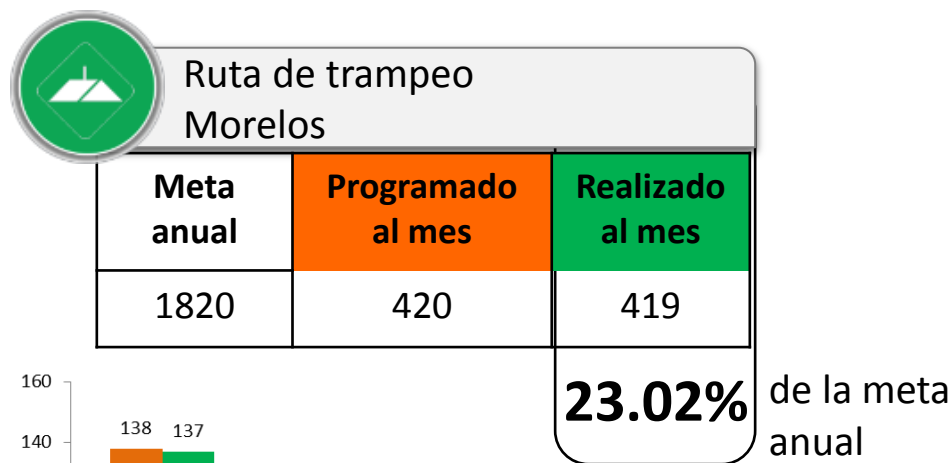 Ruta de trampeo
Morelos
Meta anual
Programado al mes
Realizado al mes
1820
420
419
23.02%
de la meta anual
160
138 137
140